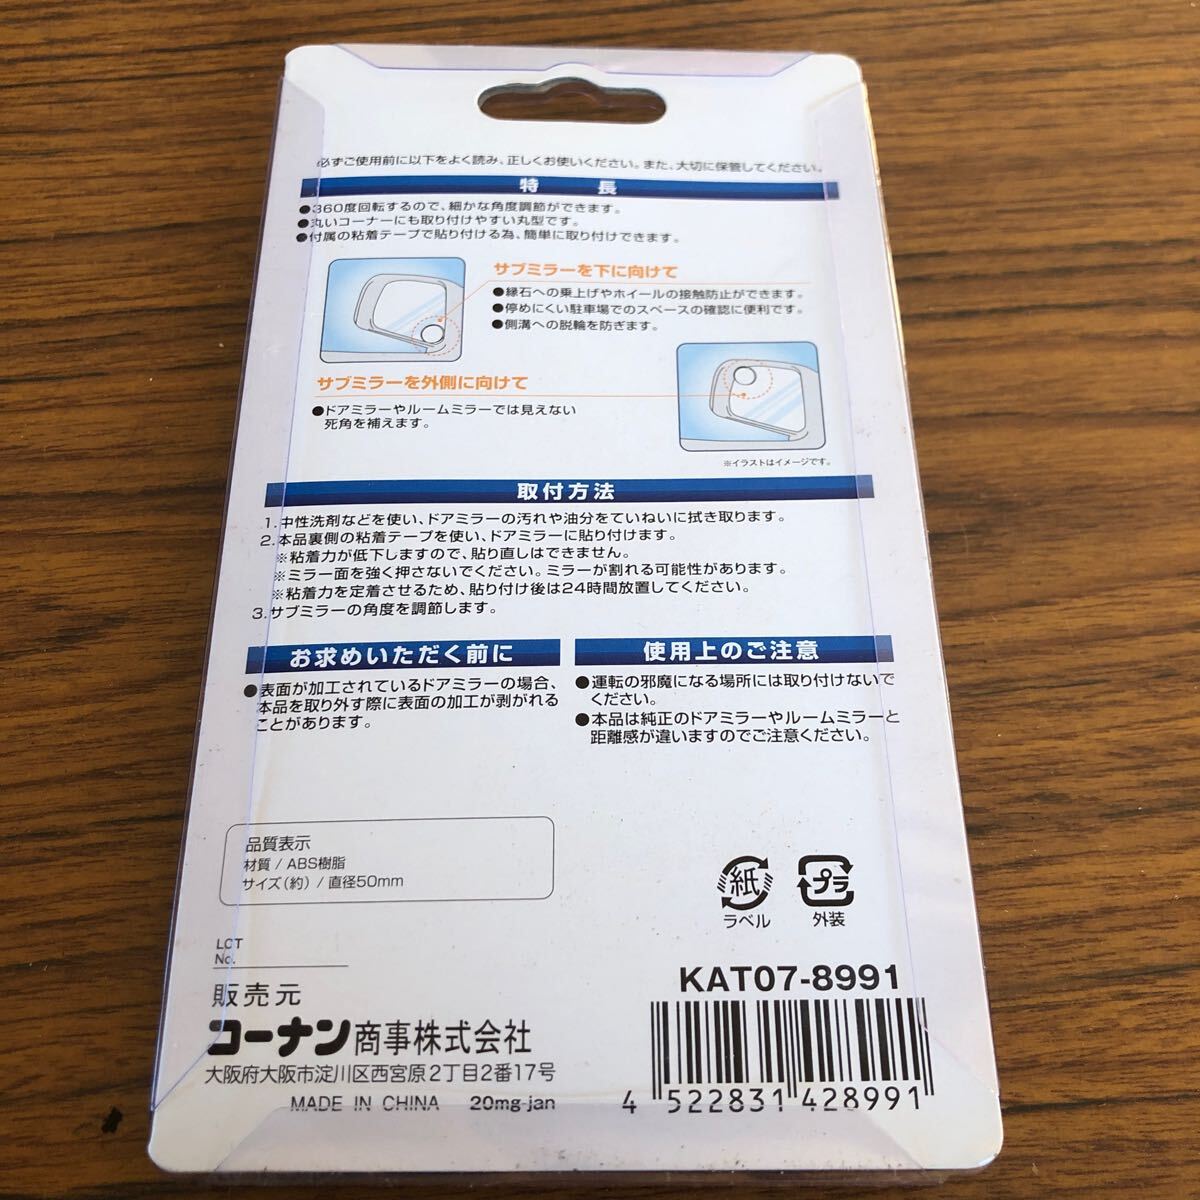 必ずご使用前に以下をよく読み、正しくお使いください。また、大切に保管してください。
特長
●360度回転するので、細かな角度調節ができます。
●丸いコーナーにも取り付けやすい丸型です。
●付属の粘着テープで貼り付ける為、簡単に取り付けできます。
サブミラーを下に向けて
●縁石への乗上げやホイールの接触防止ができます。
●停めにくい駐車場でのスペースの確認に便利です。
●側溝への脱輪を防ぎます。
サブミラーを外側に向けて
●ドアミラーやルームミラーでは見えない
死角を補えます。
※イラストはイメージです。
取付方法
1.中性洗剤などを使い、ドアミラーの汚れや油分をていねいに拭き取ります。
2.本品裏側の粘着テープを使い、ドアミラーに貼り付けます。
※粘着力が低下しますので、貼り直しはできません。
※ミラー面を強く押さないでください。ミラーが割れる可能性があります。
※粘着力を定着させるため、貼り付け後は24時間放置してください。
3.サブミラーの角度を調節します。
お求めいただく前に
●表面が加工されているドアミラーの場合、
本品を取り外す際に表面の加工が剥がれる
ことがあります。
使用上のご注意
●運転の邪魔になる場所には取り付けないで
ください。
●本品は純正のドアミラーやルームミラーと
距離感が違いますのでご注意ください。
品質表示
材質 / ABS樹脂
サイズ(約) / 直径50mm
紙
ラベル
プラ
外装
LOT
No.
販売元
コーナン商事株式会社
大阪府大阪市淀川区西宮原2丁目2番17号
MADE IN CHINA 20mg-jan
KAT07-8991
4 522831 428991